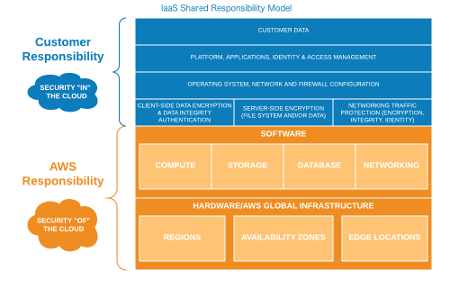 IaaS Shared Responsibility Model
Customer
Responsibility
SECURITY "IN"
THE CLOUD
CUSTOMER DATA
PLATFORM, APPLICATIONS, IDENTITY & ACCESS MANAGEMENT
OPERATING SYSTEM, NETWORK AND FIREWALL CONFIGURATION
CLIENT-SIDE DATA ENCRYPTION
& DATA INTEGRITY
AUTHENTICATION
SERVER-SIDE ENCRYPTION
(FILE SYSTEM AND/OR DATA)
NETWORKING TRAFFIC
PROTECTION (ENCRYPTION,
INTEGRITY, IDENTITY)
AWS
Responsibility
SECURITY "OF"
THE CLOUD
SOFTWARE
COMPUTE
STORAGE
DATABASE
NETWORKING
HARDWARE/AWS GLOBAL INFRASTRUCTURE
REGIONS
AVAILABILITY ZONES
EDGE LOCATIONS